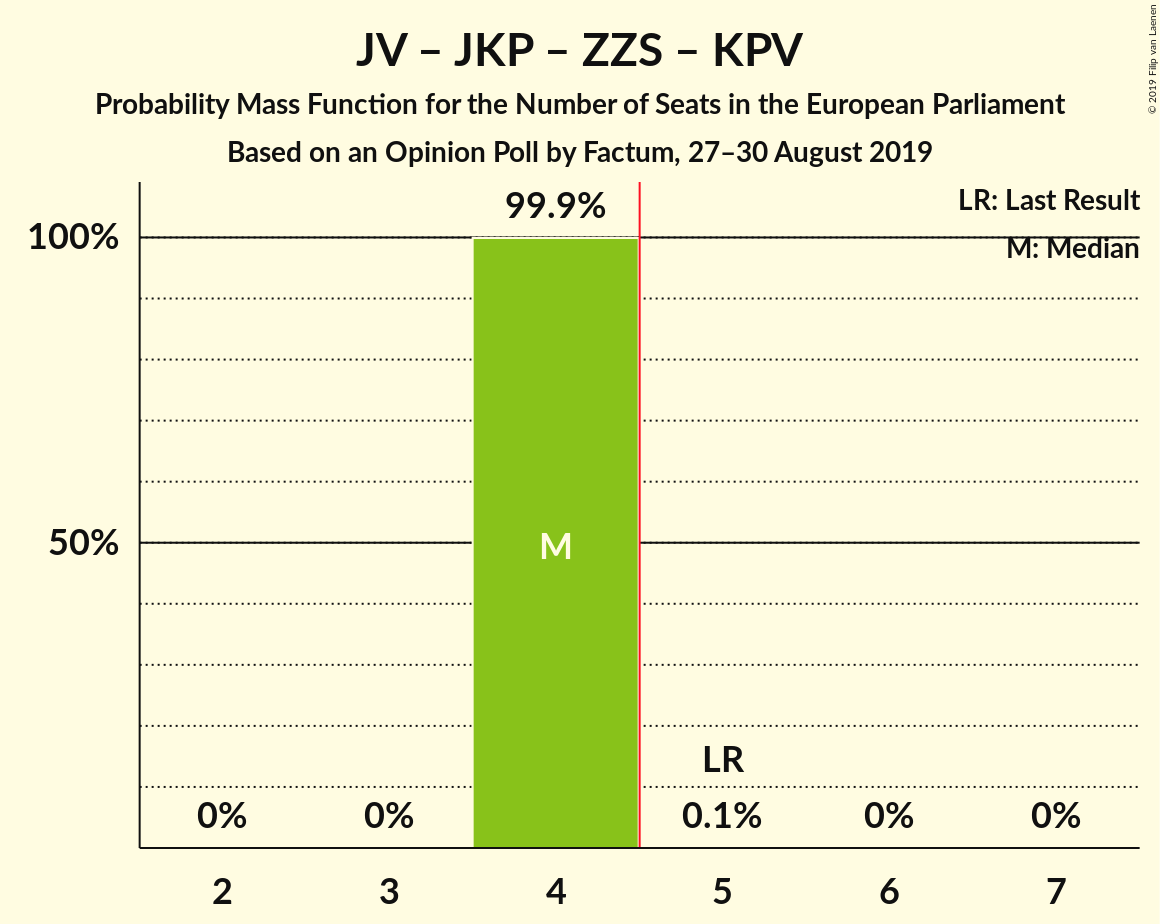 JV – JKP – ZZS – KPV
Probability Mass Function for the Number of Seats in the European Parliament
Based on an Opinion Poll by Factum, 27–30 August 2019
© 2019 Filip van Laenen
LR: Last Result
M: Median
99.9%
100%
50%
M
LR
0%
0%
0.1%
0%
0%
2
3
4
5
6
7